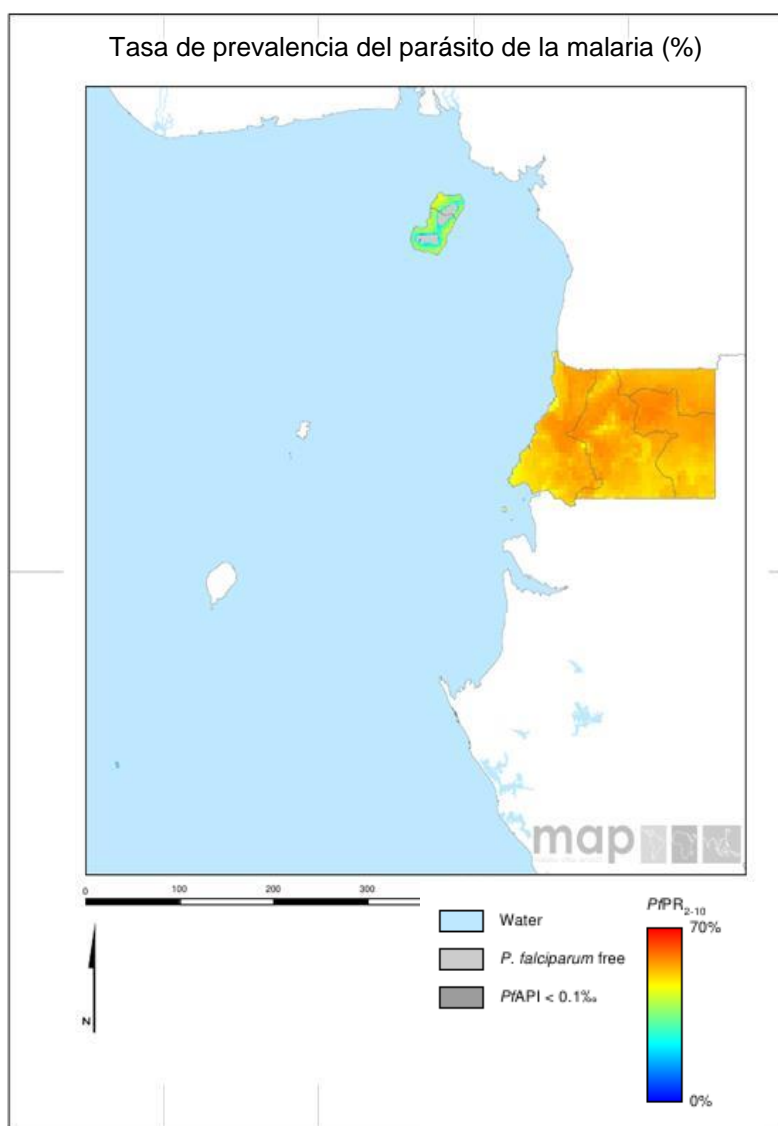 Tasa de prevalencia del parásito de la malaria (%)
map
0 100 200 300
Water
P. falciparum free
PfAPI < 0.1‰
PfPR2-10
70%
0%
N